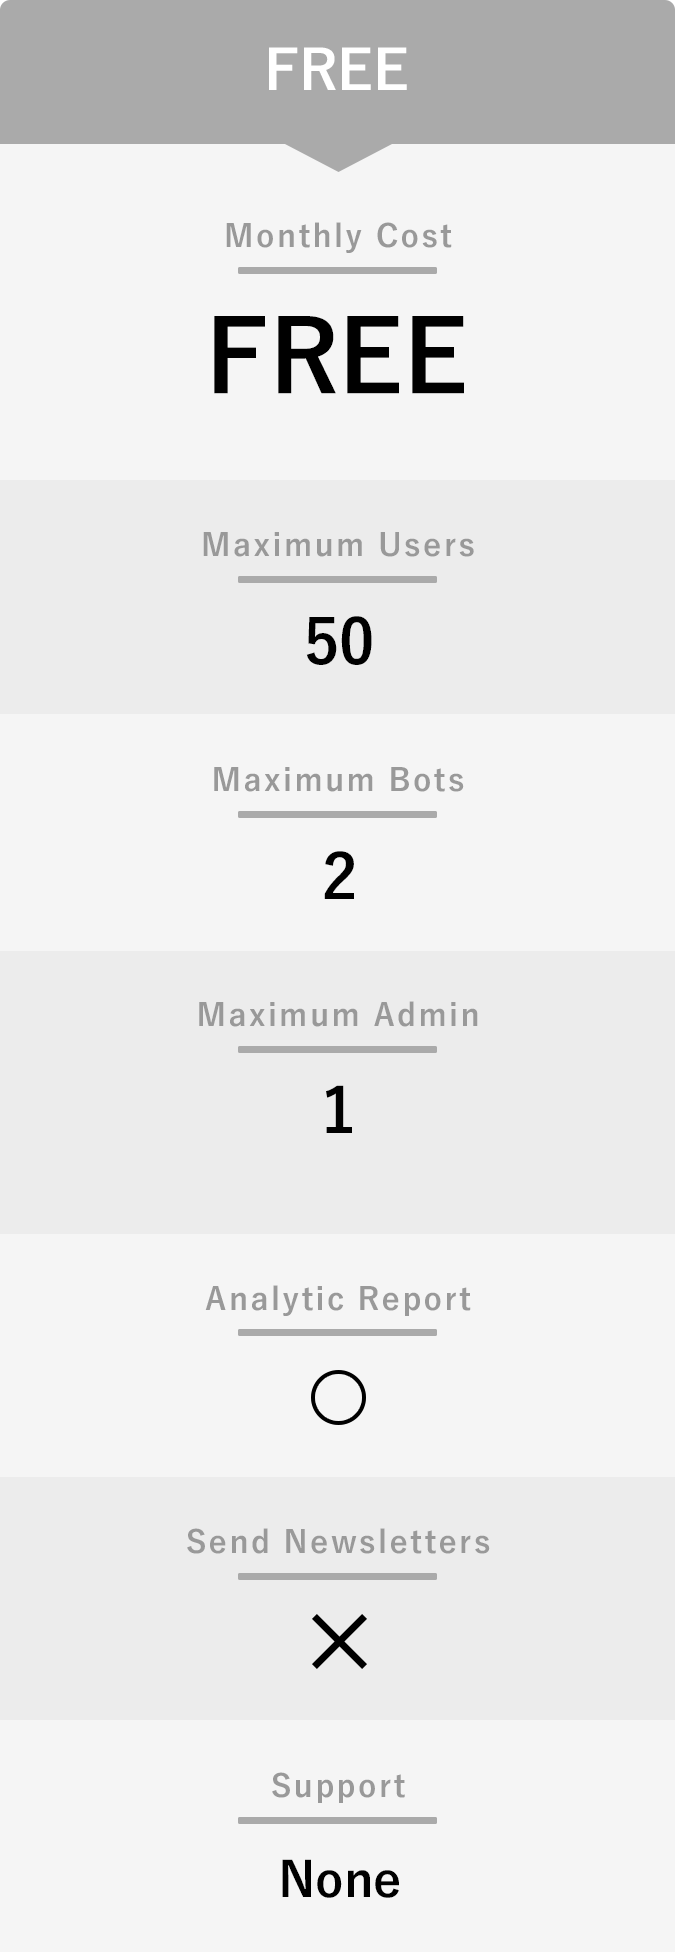 FREE
Monthly Cost
FREE
Maximum Users
50
Maximum Bots
2
Maximum Admin
1
Analytic Report
○
Send Newsletters
×
Support
None